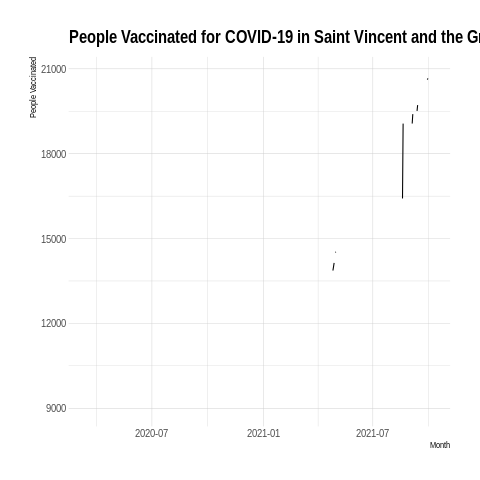 People Vaccinated for COVID-19 in Saint Vincent and the Gr
People Vaccinated
21000
18000
15000
12000
9000
2020-07 2021-01 2021-07
Month